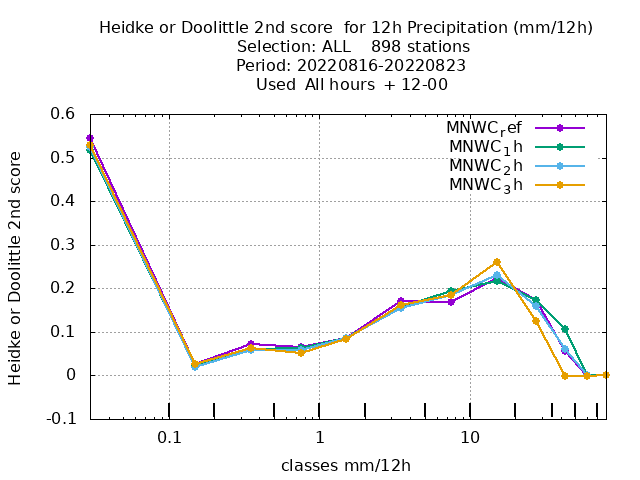 Heidke or Doolittle 2nd score  for 12h Precipitation (mm/12h)
Selection: ALL    898 stations
Period: 20220816-20220823
Used  All hours  + 12-00
MNWC_ref
MNWC_1h
MNWC_2h
MNWC_3h
Heidke or Doolittle 2nd score
0.6
0.5
0.4
0.3
0.2
0.1
0
-0.1
0.1 1 10
classes mm/12h